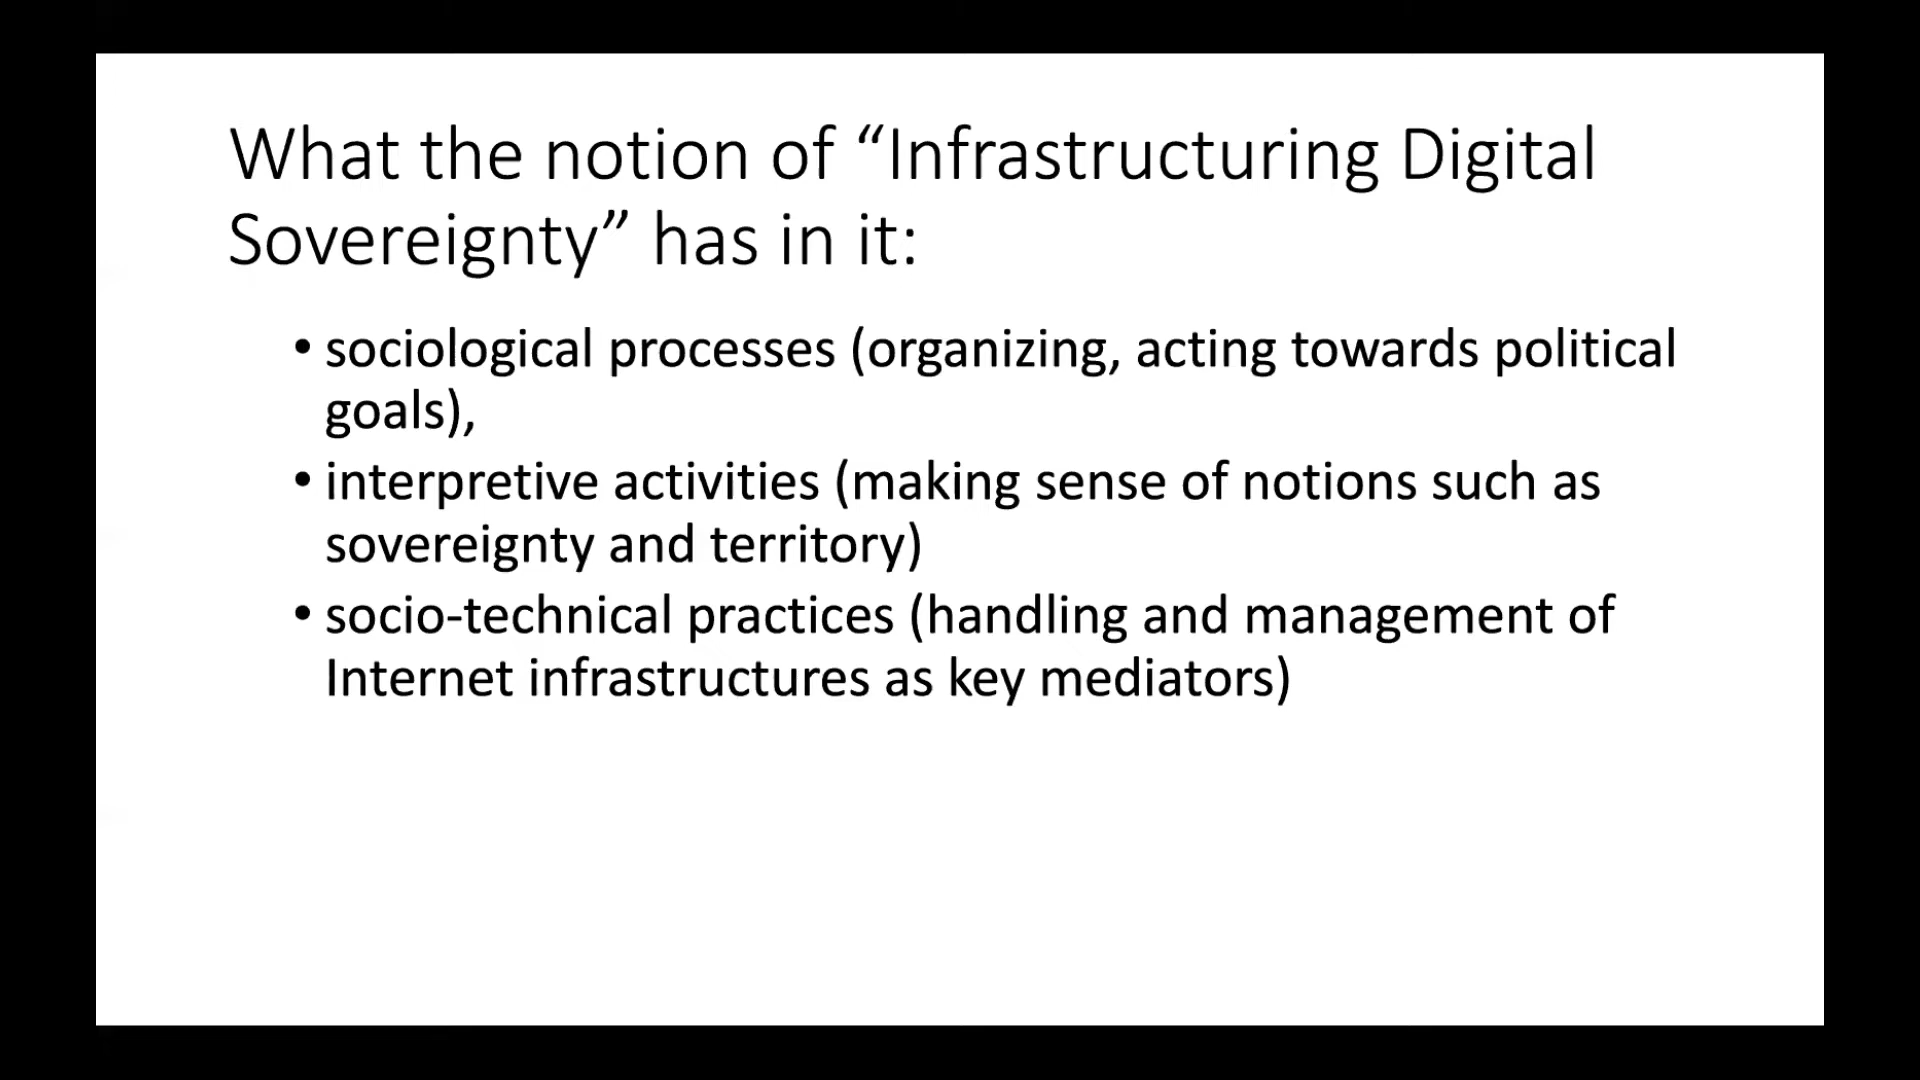 What the notion of “Infrastructuring Digital
Sovereignty” has in it:
• sociological processes (organizing, acting towards political
goals),
• interpretive activities (making sense of notions such as
sovereignty and territory)
• socio-technical practices (handling and management of
Internet infrastructures as key mediators)